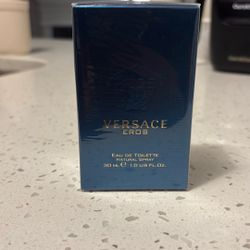 VERSACE
EROS
EAU DE TOILETTE
NATURAL SPRAY
30 ml ℮ 1.0 US FL.OZ.